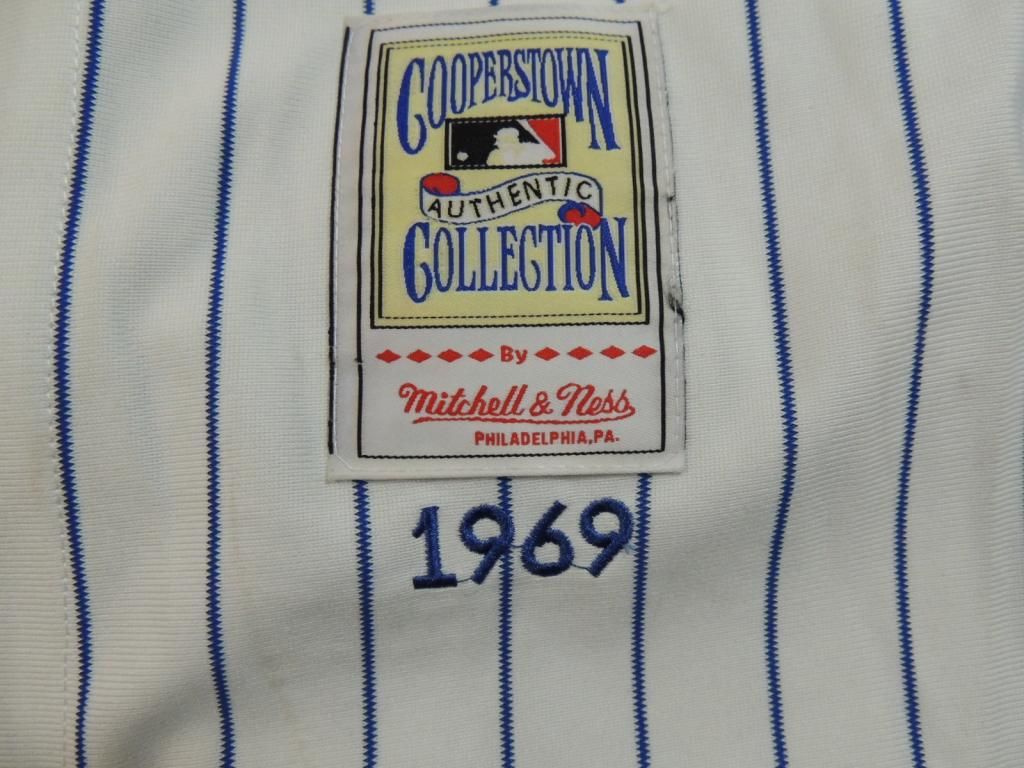 COOPERSTOWN
AUTHENTIC
COLLECTION
By
Mitchell & Ness
PHILADELPHIA, PA.
1969